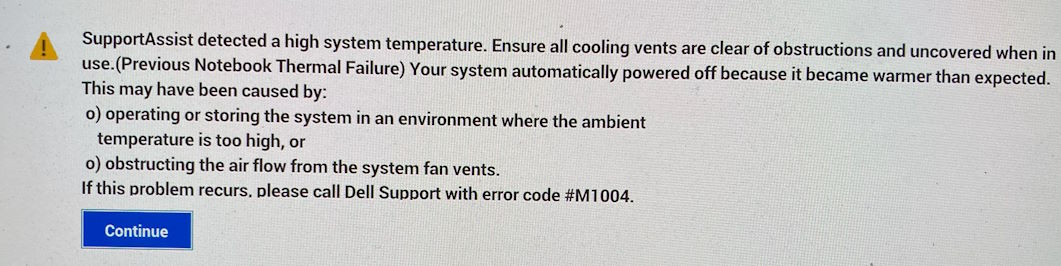 SupportAssist detected a high system temperature. Ensure all cooling vents are clear of obstructions and uncovered when in
use.(Previous Notebook Thermal Failure) Your system automatically powered off because it became warmer than expected.
This may have been caused by:
o) operating or storing the system in an environment where the ambient
temperature is too high, or
o) obstructing the air flow from the system fan vents.
If this problem recurs, please call Dell Support with error code #M1004.
Continue